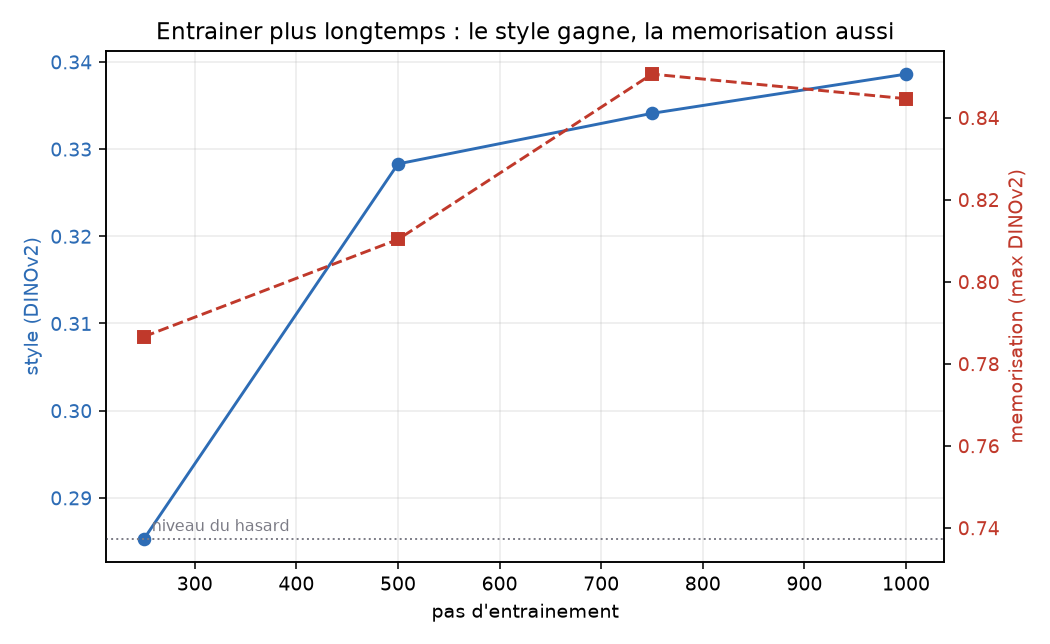 Entrainer plus longtemps : le style gagne, la memorisation aussi
style (DINOv2)
0.34
0.33
0.32
0.31
0.30
0.29
niveau du hasard
0.84
0.82
0.80
0.78
0.76
0.74
memorisation (max DINOv2)
300 400 500 600 700 800 900 1000
pas d'entrainement